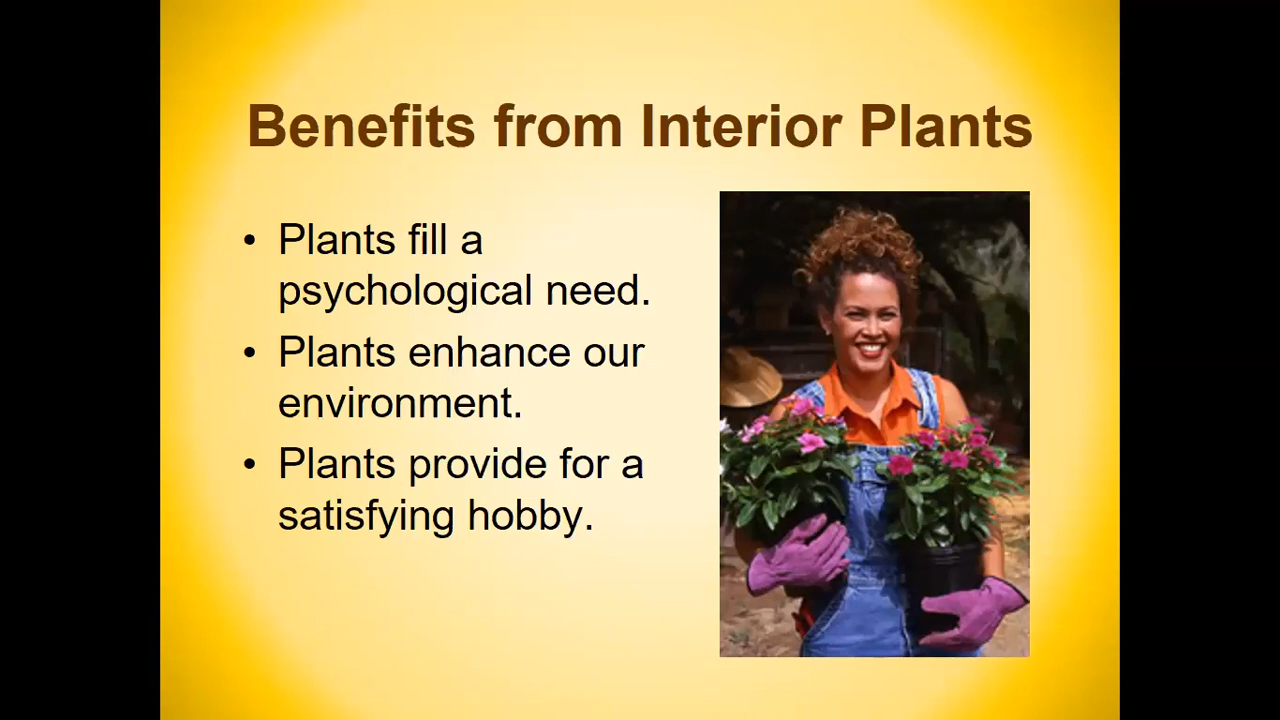 Benefits from Interior Plants
• Plants fill a
psychological need.
• Plants enhance our
environment.
• Plants provide for a
satisfying hobby.